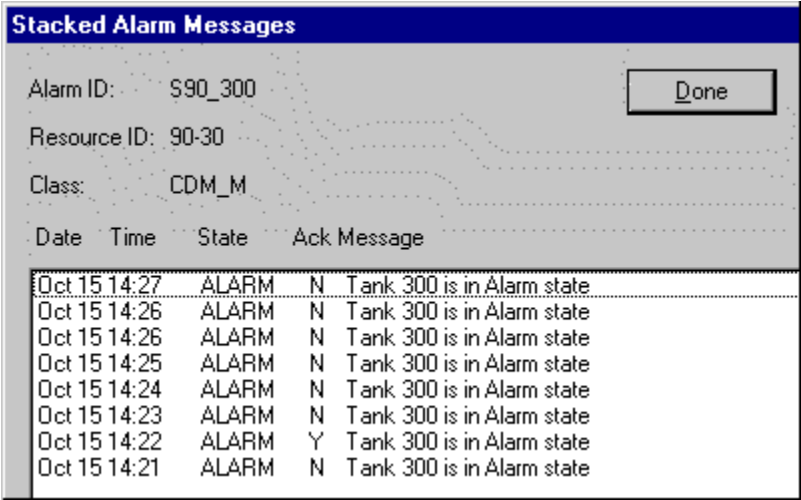 Stacked Alarm Messages
Alarm ID: S90_300
Done
Resource ID: 90-30
Class: CDM_M
Date Time State Ack Message
Oct 15 14:27 ALARM N Tank 300 is in Alarm state
Oct 15 14:26 ALARM N Tank 300 is in Alarm state
Oct 15 14:26 ALARM N Tank 300 is in Alarm state
Oct 15 14:25 ALARM N Tank 300 is in Alarm state
Oct 15 14:24 ALARM N Tank 300 is in Alarm state
Oct 15 14:23 ALARM N Tank 300 is in Alarm state
Oct 15 14:22 ALARM Y Tank 300 is in Alarm state
Oct 15 14:21 ALARM N Tank 300 is in Alarm state